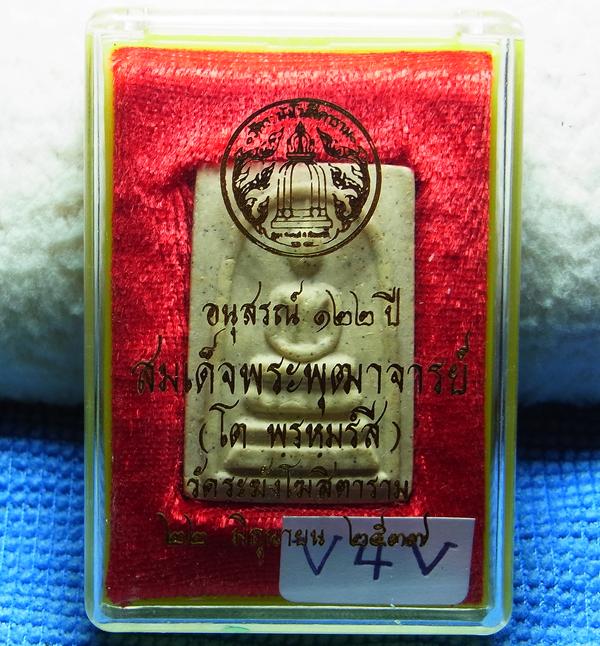 อนุสรณ์ ๑๒๒ ปี
สมเด็จพระพุฒาจารย์
(โต พฺรหฺมรํสี)
วัดระฆังโฆสิตาราม
๒๒ มิถุนายน ๒๕๓๗
V4V